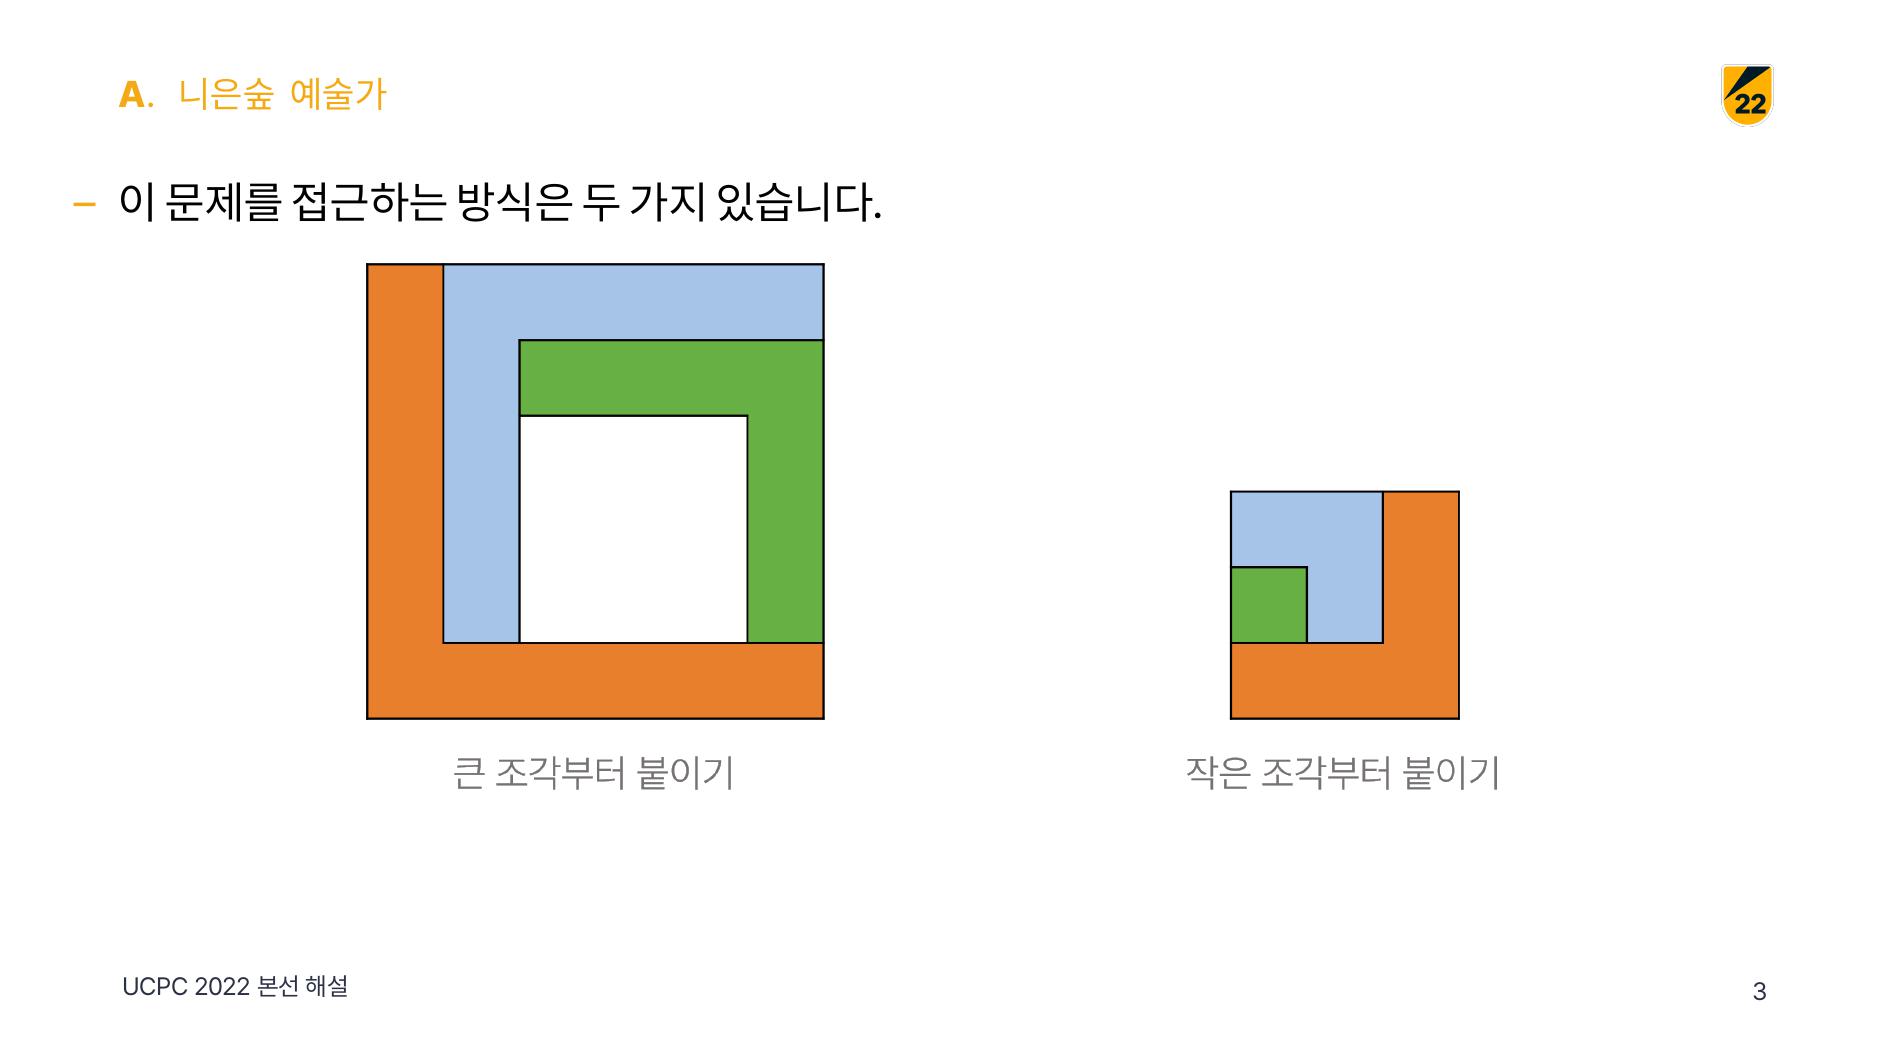 A. 니은숲 예술가
22
– 이 문제를 접근하는 방식은 두 가지 있습니다.
큰 조각부터 붙이기
작은 조각부터 붙이기
UCPC 2022 본선 해설
3